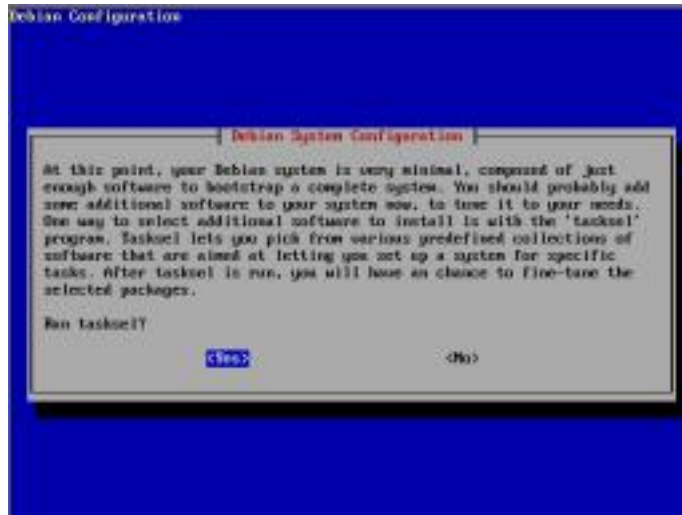 Debian Configuration
Debian System Configuration
At this point, your Debian system is very minimal, composed of just
enough software to bootstrap a complete system. You should probably add
some additional software to your system now, to tune it to your needs.
One way to select additional software to install is with the 'tasksel'
program. Tasksel lets you pick from various predefined collections of
software that are aimed at letting you set up a system for specific
tasks. After tasksel is run, you will have an chance to fine-tune the
selected packages.
Run tasksel?
<Yes> <No>